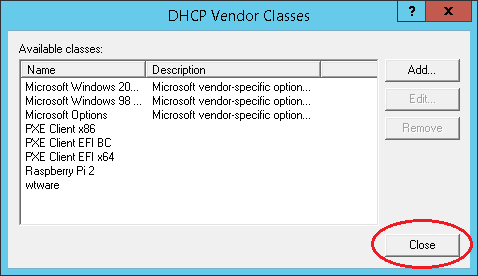 DHCP Vendor Classes
?
Available classes:
Name Description
Microsoft Windows 20... Microsoft vendor-specific option...
Microsoft Windows 98 ... Microsoft vendor-specific option...
Microsoft Options Microsoft vendor-specific option...
PXE Client x86
PXE Client EFI BC
PXE Client EFI x64
Raspberry Pi 2
wtware
Add...
Edit...
Remove
Close